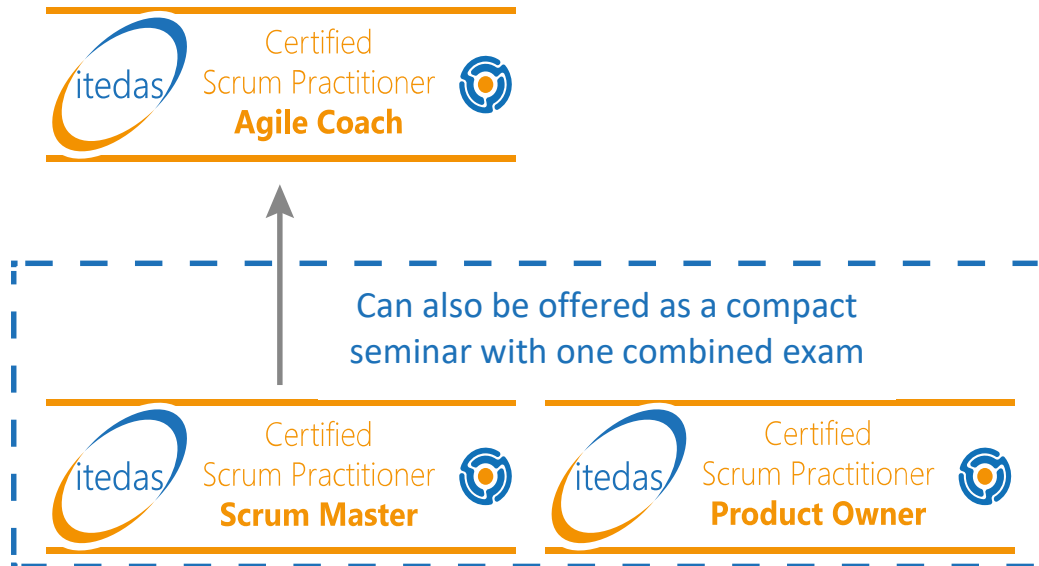 itedas
Certified
Scrum Practitioner
Agile Coach
Can also be offered as a compact
seminar with one combined exam
itedas
Certified
Scrum Practitioner
Scrum Master
itedas
Certified
Scrum Practitioner
Product Owner